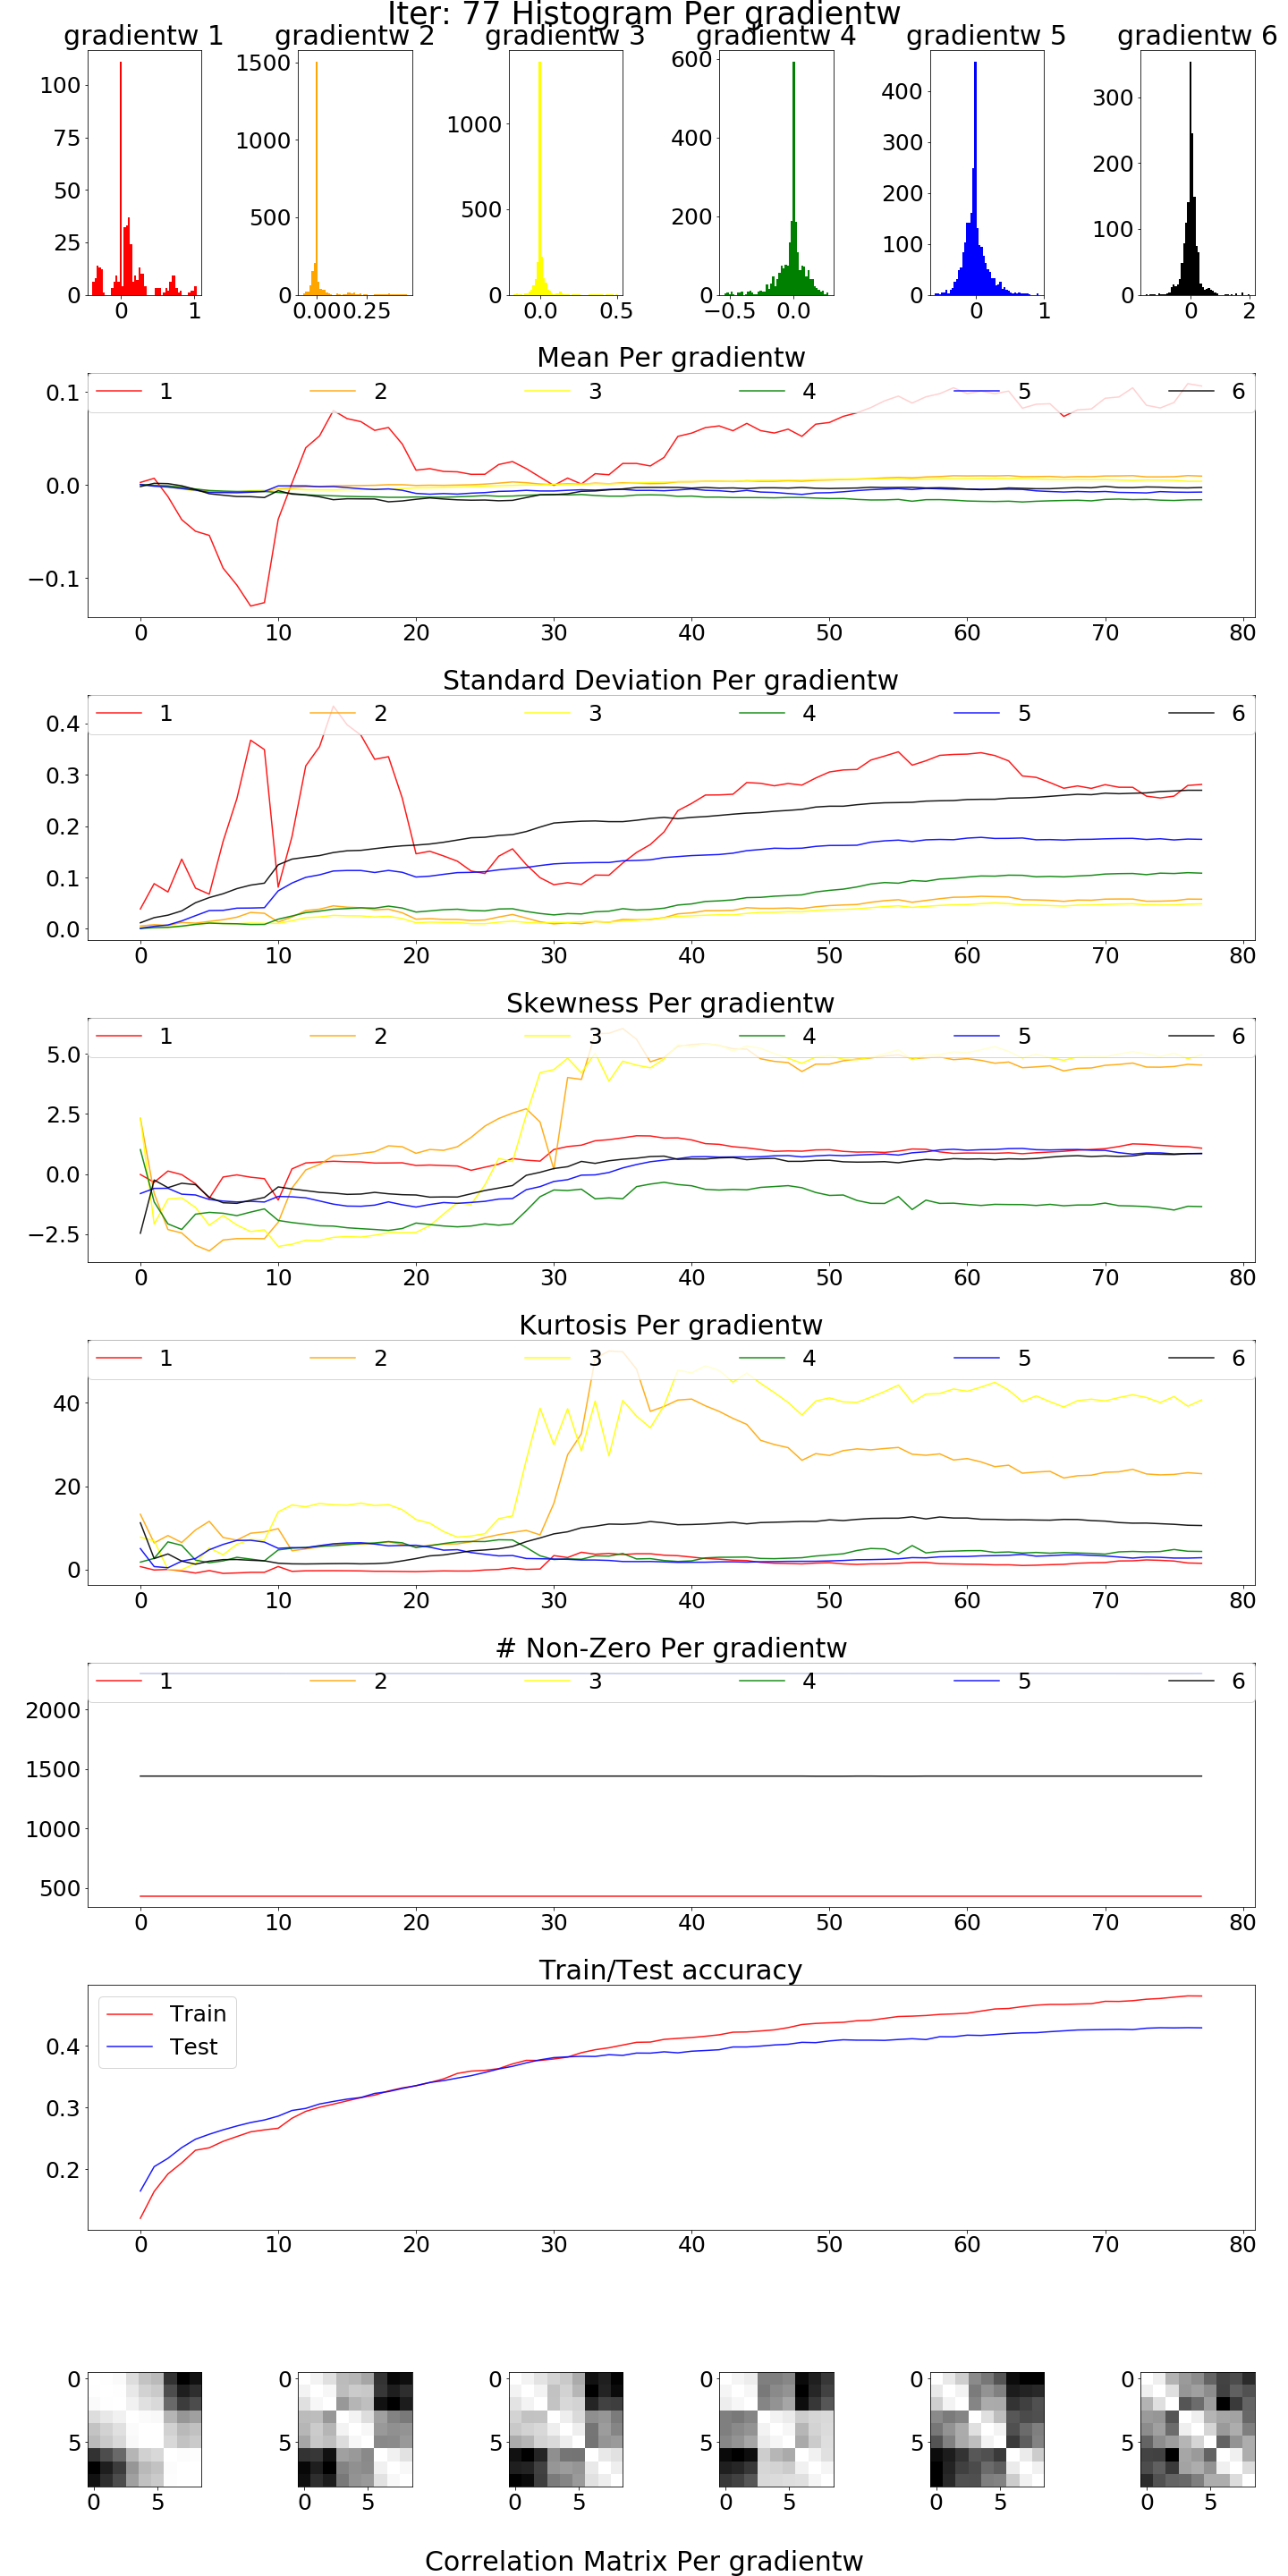 Iter: 77 Histogram Per gradientw
gradientw 1 gradientw 2 gradientw 3 gradientw 4 gradientw 5 gradientw 6
100 75 50 25 0
0 1
1500 1000 500 0
0.00 0.25
1000 500 0
0.0 0.5
600 400 200 0
−0.5 0.0
400 300 200 100 0
0 1
300 200 100 0
0 2
Mean Per gradientw
1 2 3 4 5 6
0.1
0.0
−0.1
0 10 20 30 40 50 60 70 80
Standard Deviation Per gradientw
1 2 3 4 5 6
0.4
0.3
0.2
0.1
0.0
0 10 20 30 40 50 60 70 80
Skewness Per gradientw
1 2 3 4 5 6
5.0
2.5
0.0
−2.5
0 10 20 30 40 50 60 70 80
Kurtosis Per gradientw
1 2 3 4 5 6
40
20
0
0 10 20 30 40 50 60 70 80
# Non-Zero Per gradientw
1 2 3 4 5 6
2000
1500
1000
500
0 10 20 30 40 50 60 70 80
Train/Test accuracy
Train
Test
0.4
0.3
0.2
0 10 20 30 40 50 60 70 80
0 0 0 0 0 0
5 5 5 5 5 5
0 5 0 5 0 5 0 5 0 5 0 5
Correlation Matrix Per gradientw